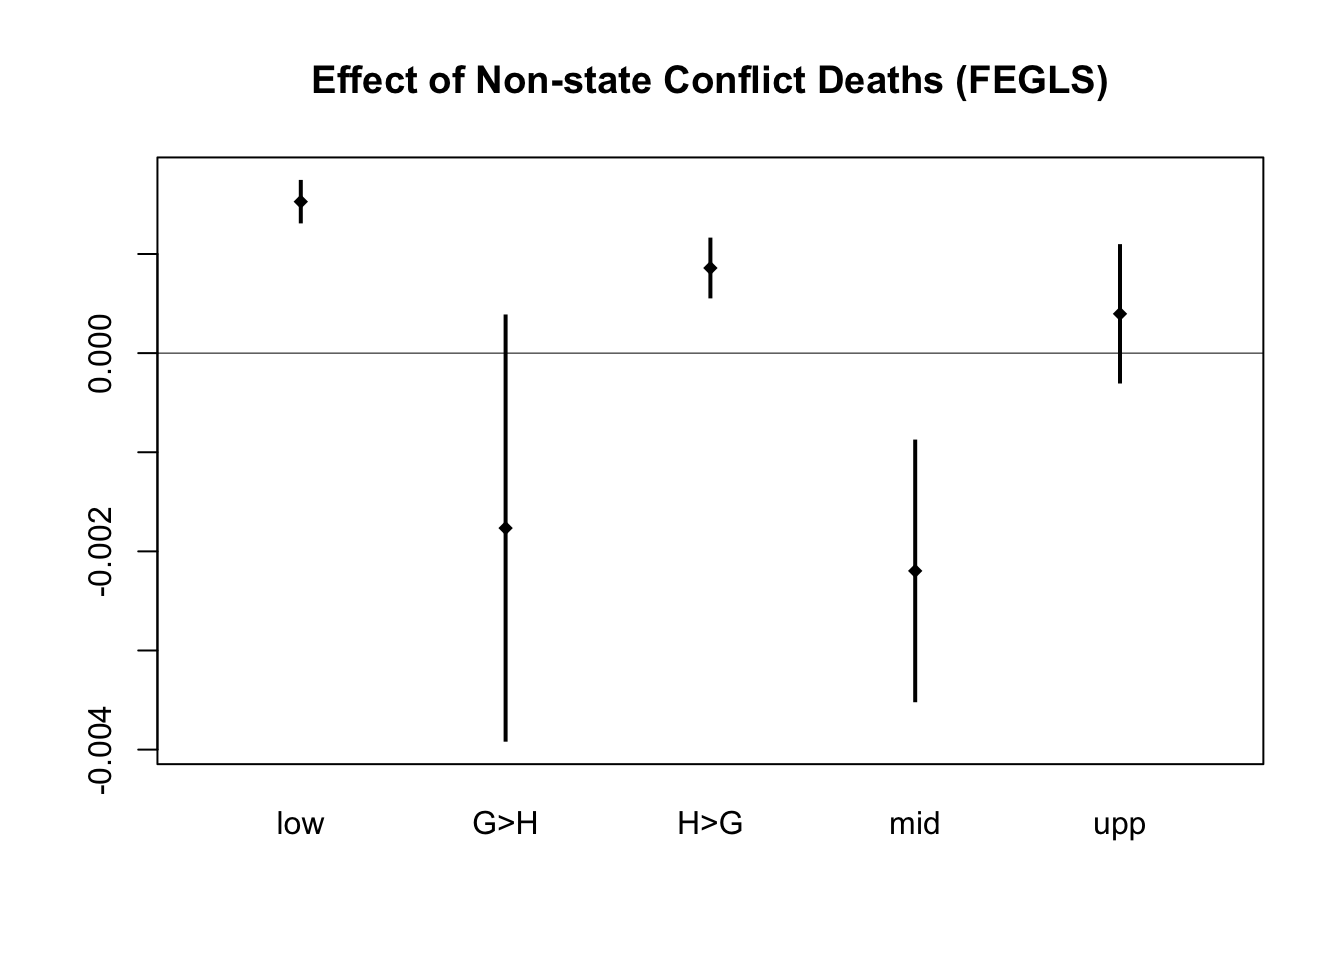 Effect of Non-state Conflict Deaths (FEGLS)
0.000
-0.002
-0.004
low G>H H>G mid upp